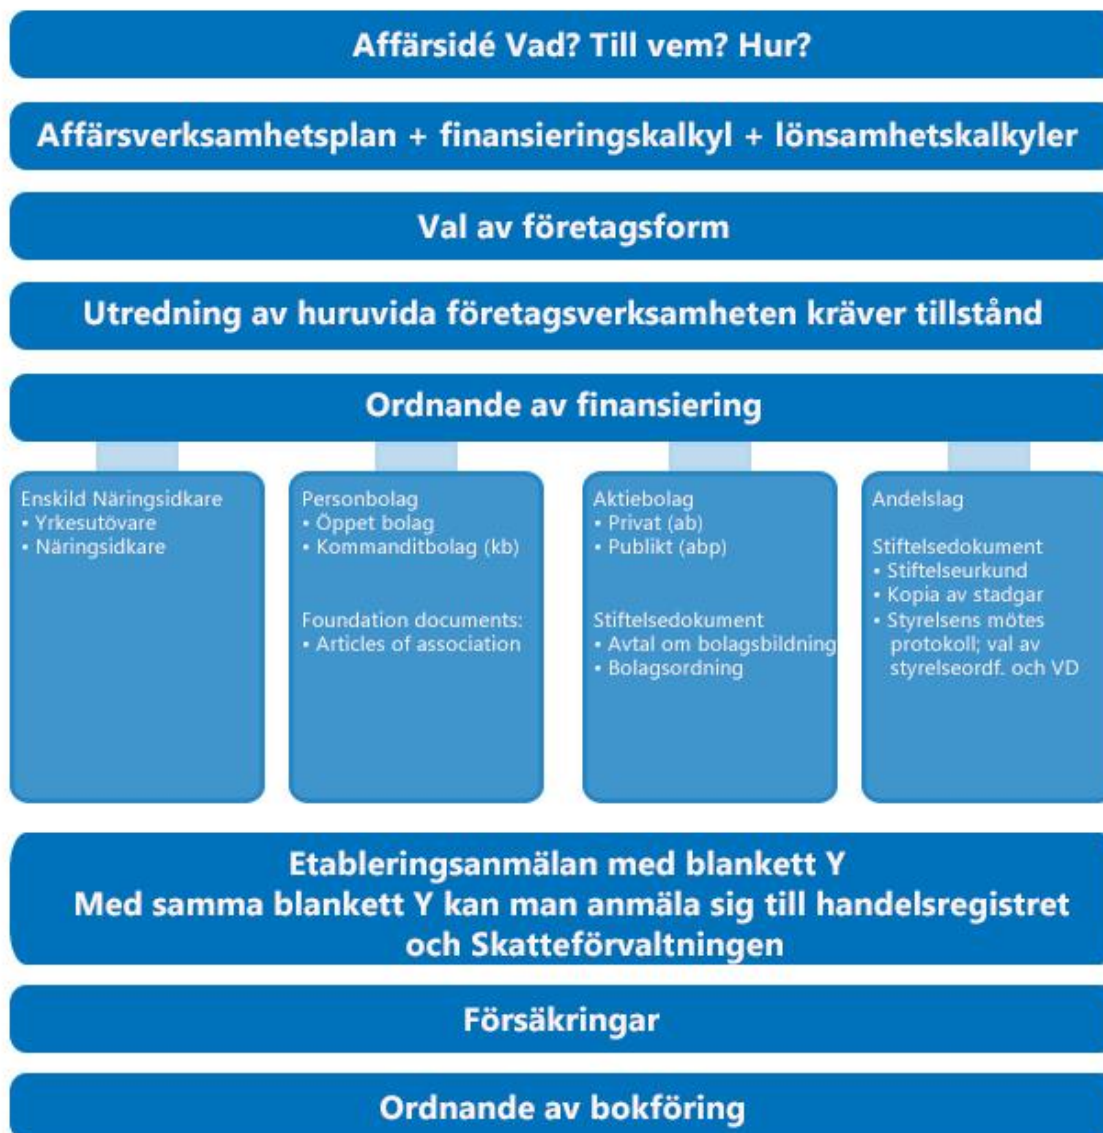 Affärsidé Vad? Till vem? Hur?
Affärsverksamhetsplan + finansieringskalkyl + lönsamhetskalkyler
Val av företagsform
Utredning av huruvida företagsverksamheten kräver tillstånd
Ordnande av finansiering
Enskild Näringsidkare
• Yrkesutövare
• Näringsidkare
Personbolag
• Öppet bolag
• Kommanditbolag (kb)
Foundation documents:
• Articles of association
Aktiebolag
• Privat (ab)
• Publikt (abp)
Stiftelsedokument
• Avtal om bolagsbildning
• Bolagsordning
Andelslag
Stiftelsedokument
• Stiftelseurkund
• Kopia av stadgar
• Styrelsens mötes
protokoll; val av
styrelseordf. och VD
Etableringsanmälan med blankett Y
Med samma blankett Y kan man anmäla sig till handelsregistret
och Skatteförvaltningen
Försäkringar
Ordnande av bokföring